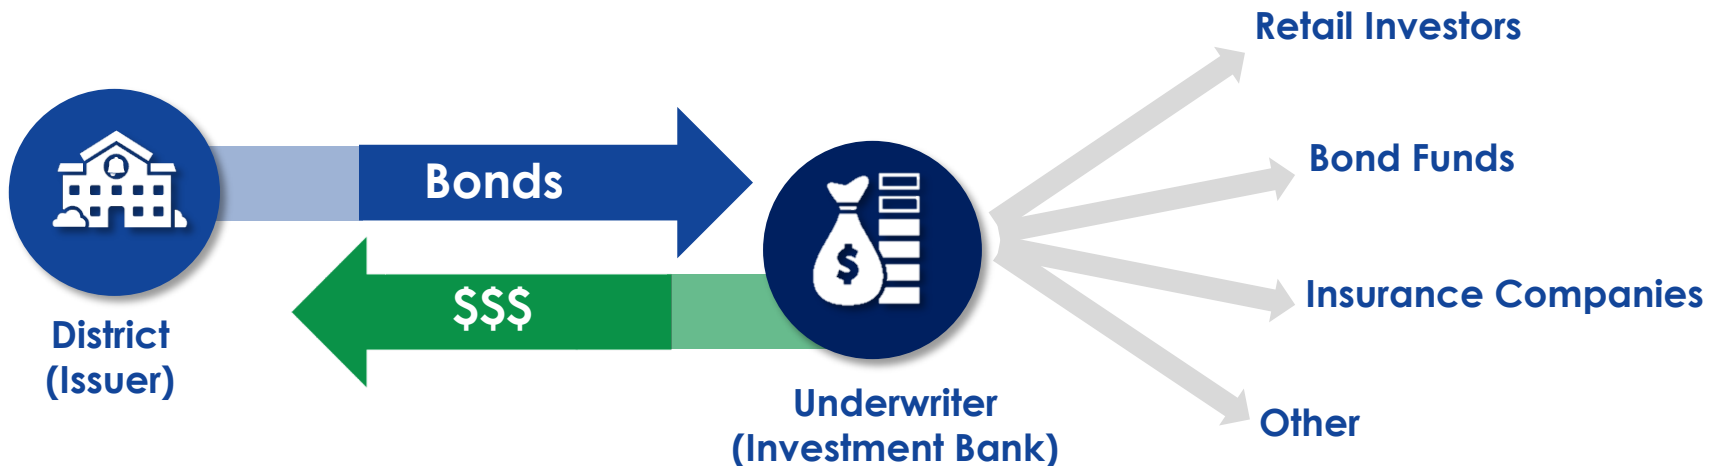 Retail Investors
Bonds
Bond Funds
$
$$$
Insurance Companies
District
(Issuer)
Underwriter
(Investment Bank)
Other